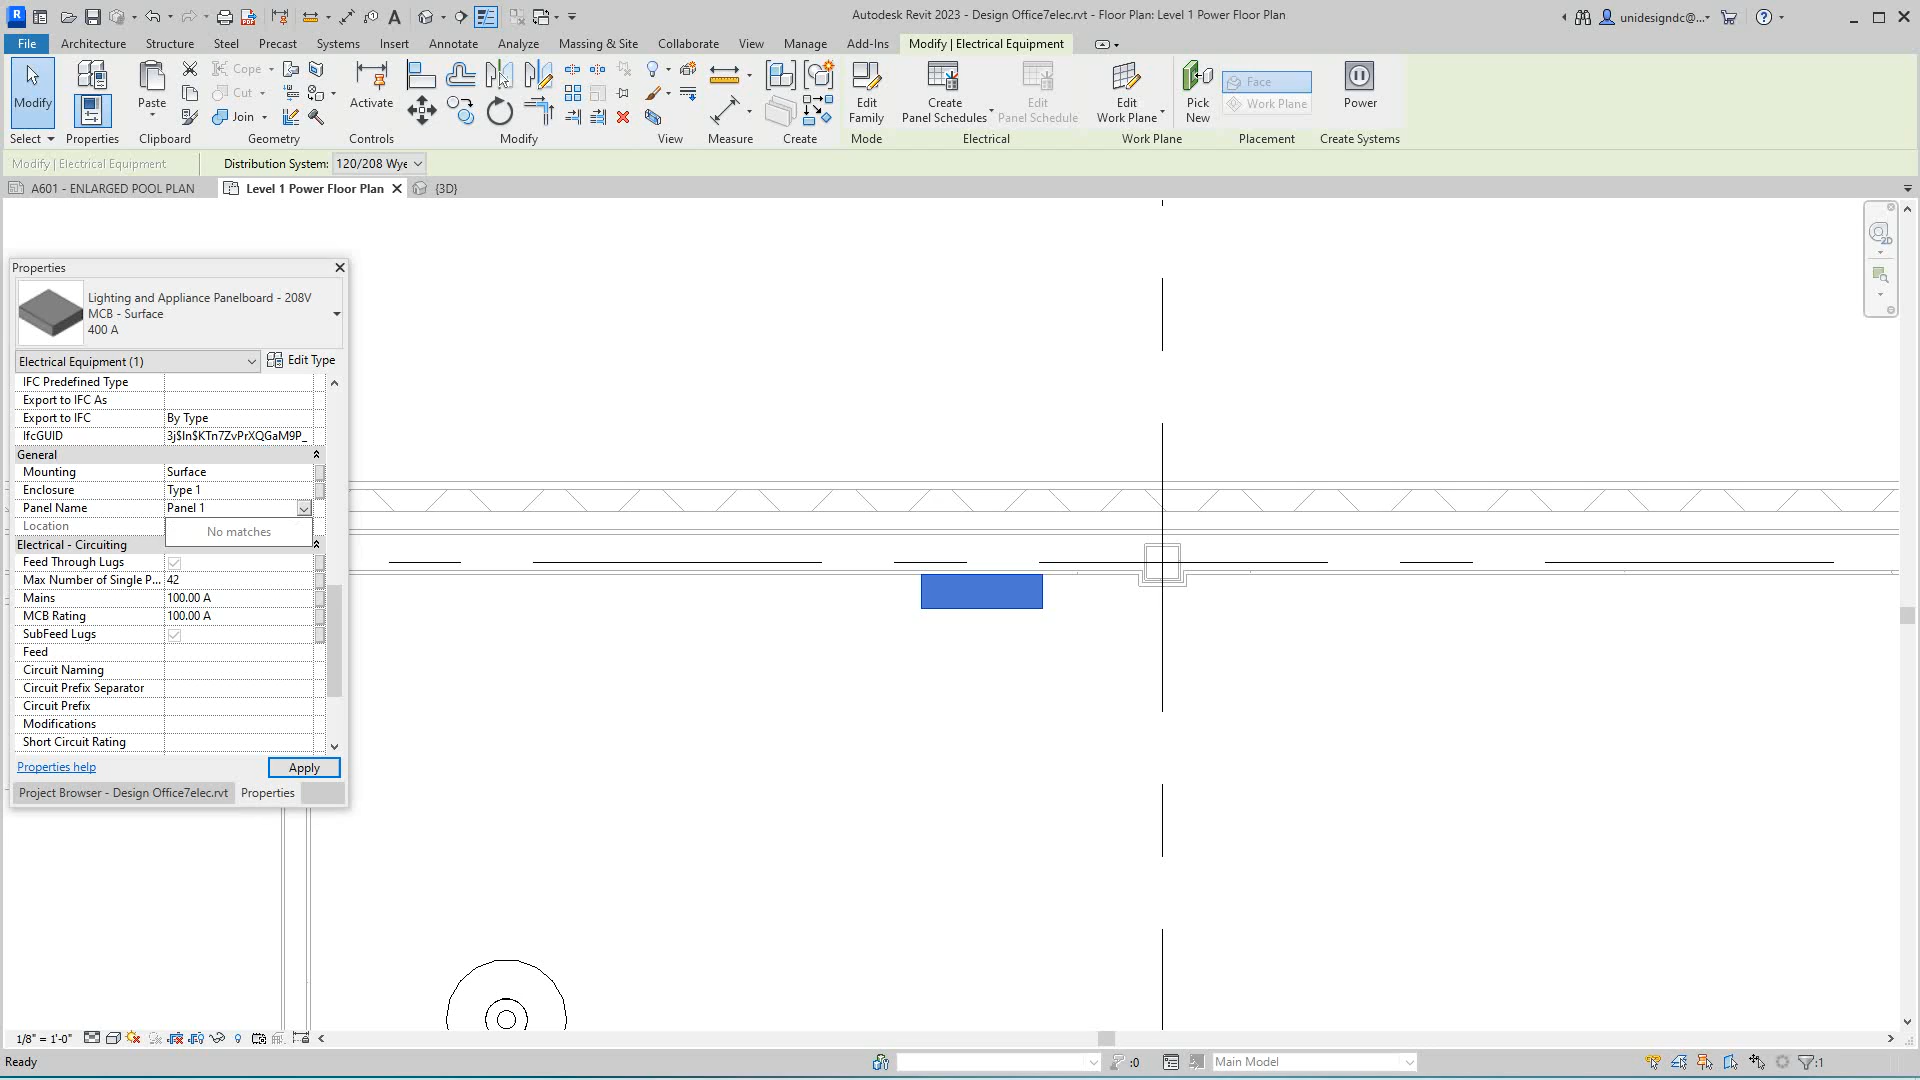 Autodesk Revit 2023 - Design Office7elec.rvt - Floor Plan: Level 1 Power Floor Plan
unidesigndc@...
File Architecture Structure Steel Precast Systems Insert Annotate Analyze Massing & Site Collaborate View Manage Add-Ins Modify | Electrical Equipment
Modify
Paste
Cope
Cut
Join
Activate
Edit Family
Create Panel Schedules
Edit Panel Schedule
Edit Work Plane
Pick New
Face
Work Plane
Power
Select Properties Clipboard Geometry Controls Modify View Measure Create Mode Electrical Work Plane Placement Create Systems
Modify | Electrical Equipment Distribution System: 120/208 Wye
A601 - ENLARGED POOL PLAN Level 1 Power Floor Plan {3D}
2D
Properties
Lighting and Appliance Panelboard - 208V
MCB - Surface
400 A
Electrical Equipment (1) Edit Type
IFC Predefined Type
Export to IFC As
Export to IFC By Type
IfcGUID 3j$In$KTn7ZvPrXQGaM9P_
General
Mounting Surface
Enclosure Type 1
Panel Name Panel 1
Location
No matches
Electrical - Circuiting
Feed Through Lugs
Max Number of Single P... 42
Mains 100.00 A
MCB Rating 100.00 A
SubFeed Lugs
Feed
Circuit Naming
Circuit Prefix Separator
Circuit Prefix
Modifications
Short Circuit Rating
Properties help Apply
Project Browser - Design Office7elec.rvt Properties
1/8" = 1'-0"
Ready :0 Main Model :1